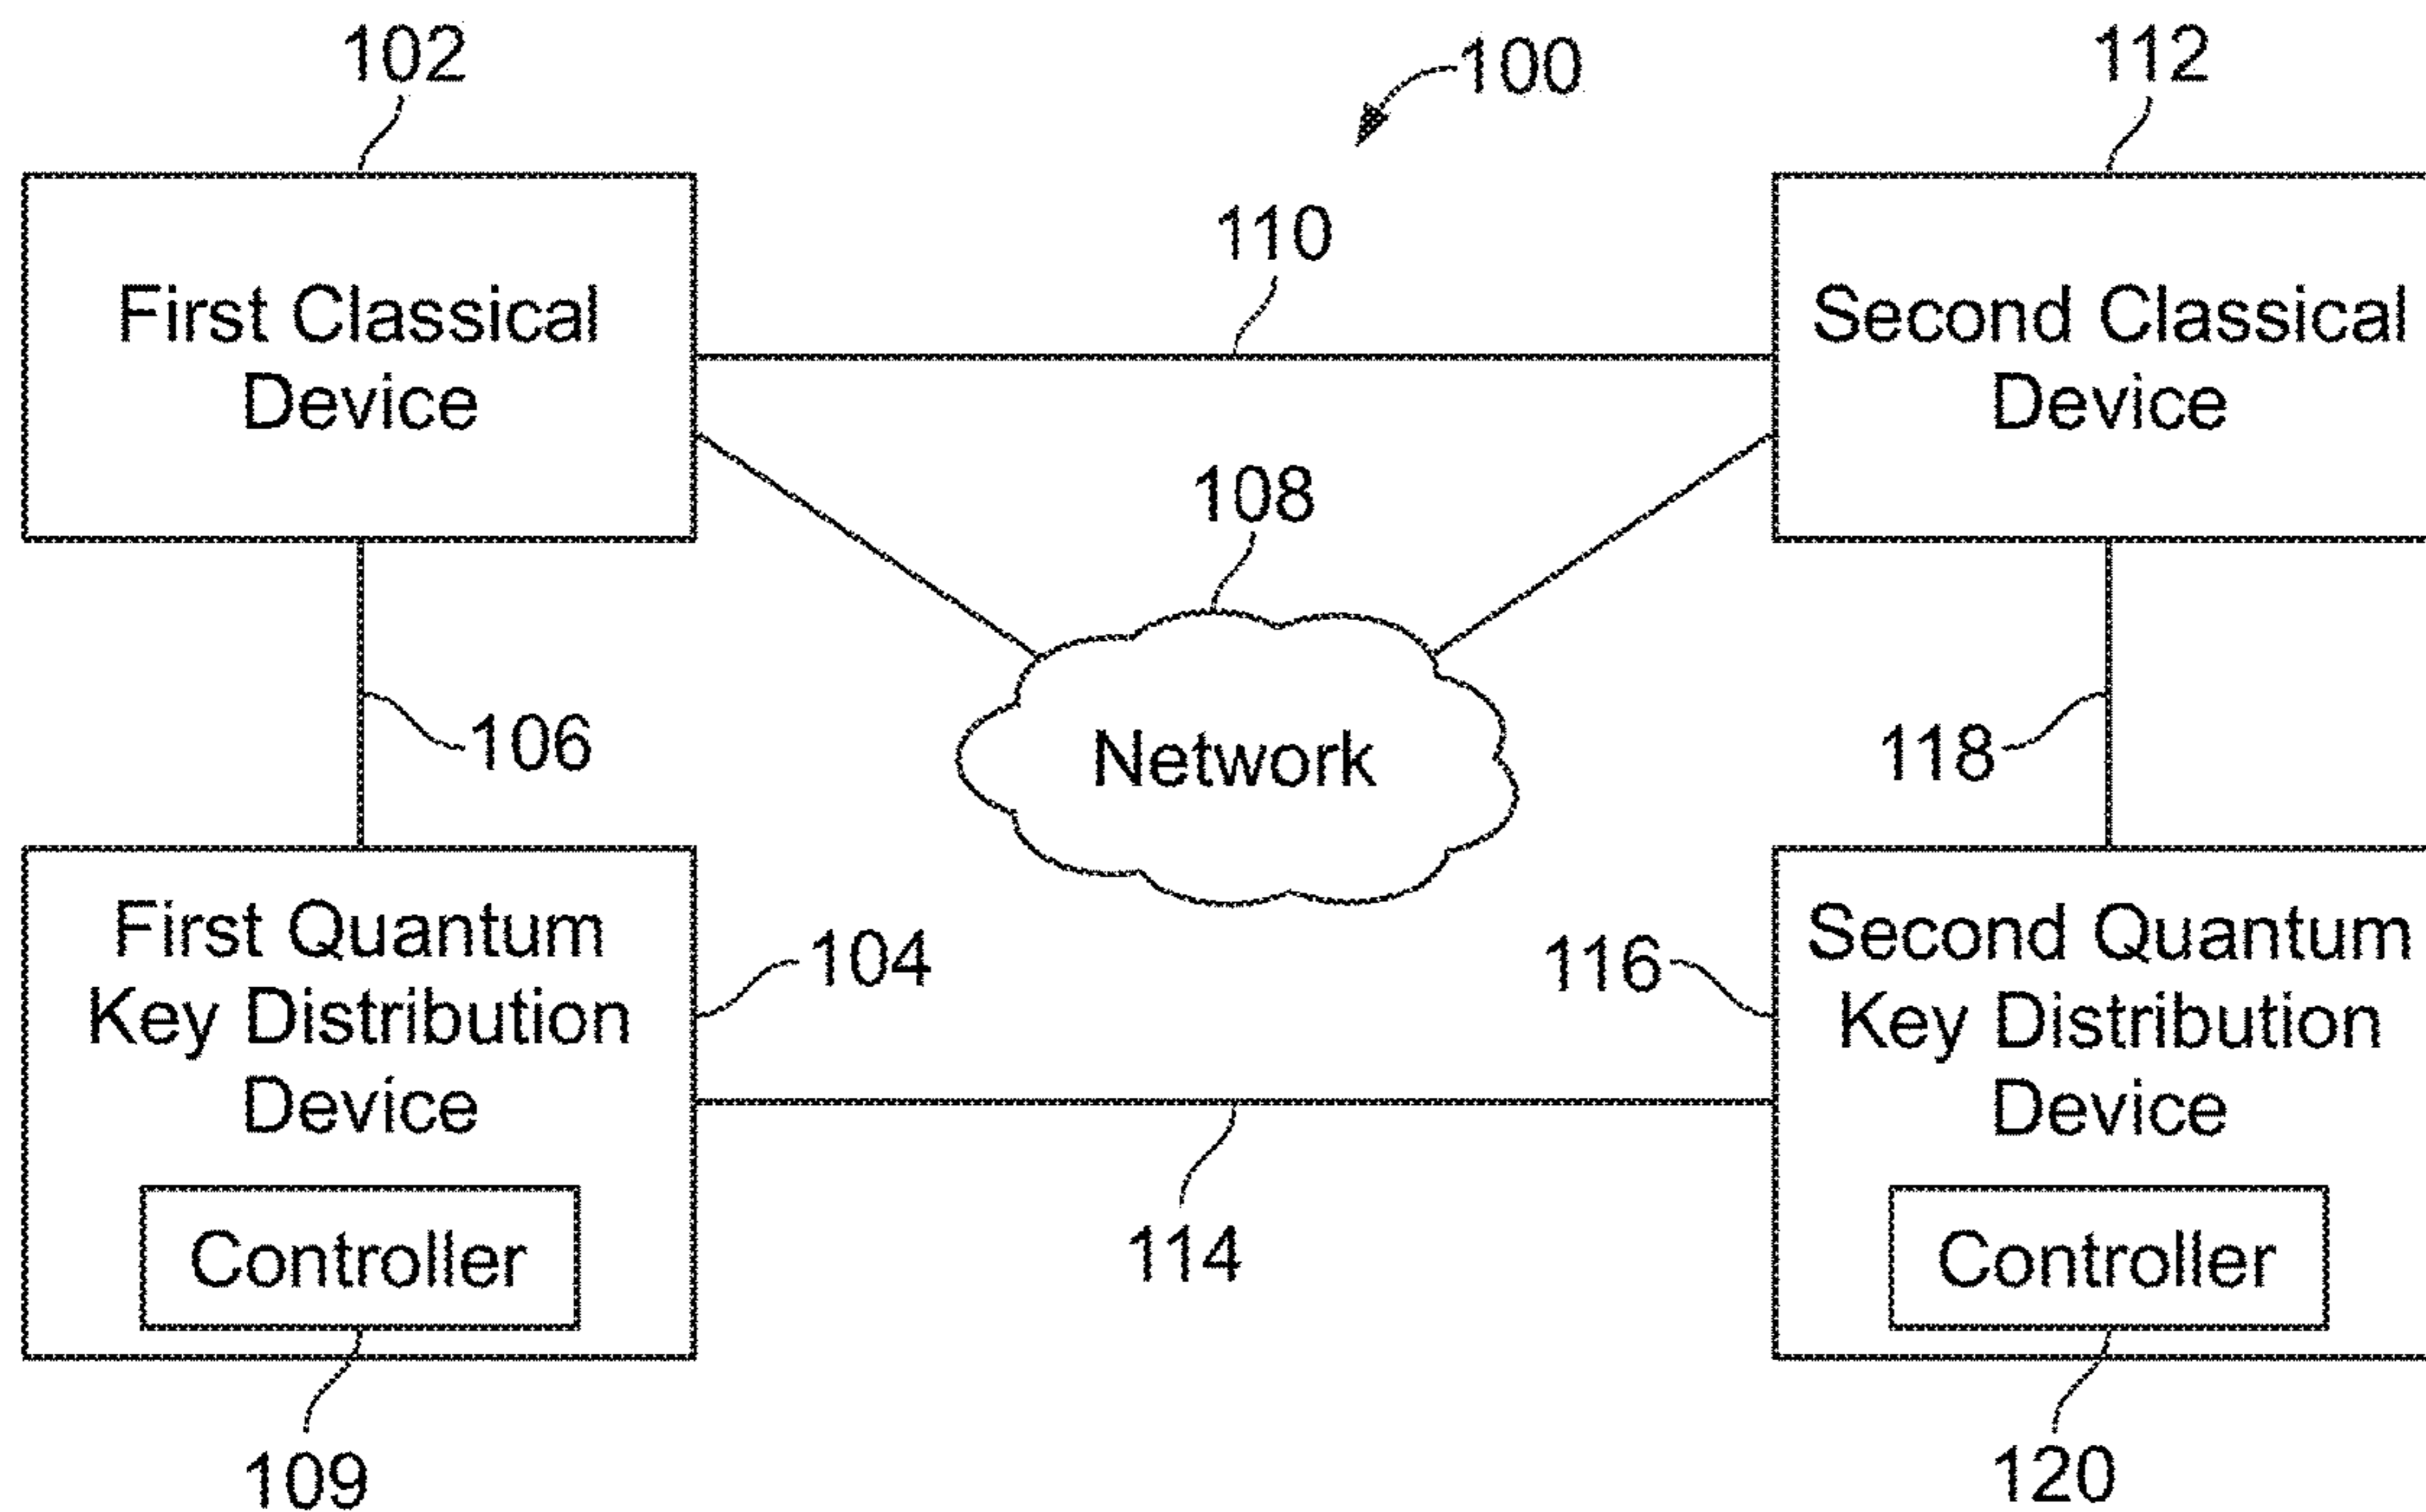 102
100
112
110
First Classical
Device
Second Classical
Device
108
106
Network
118
First Quantum
Key Distribution
Device
104
116
Second Quantum
Key Distribution
Device
Controller
114
Controller
109
120